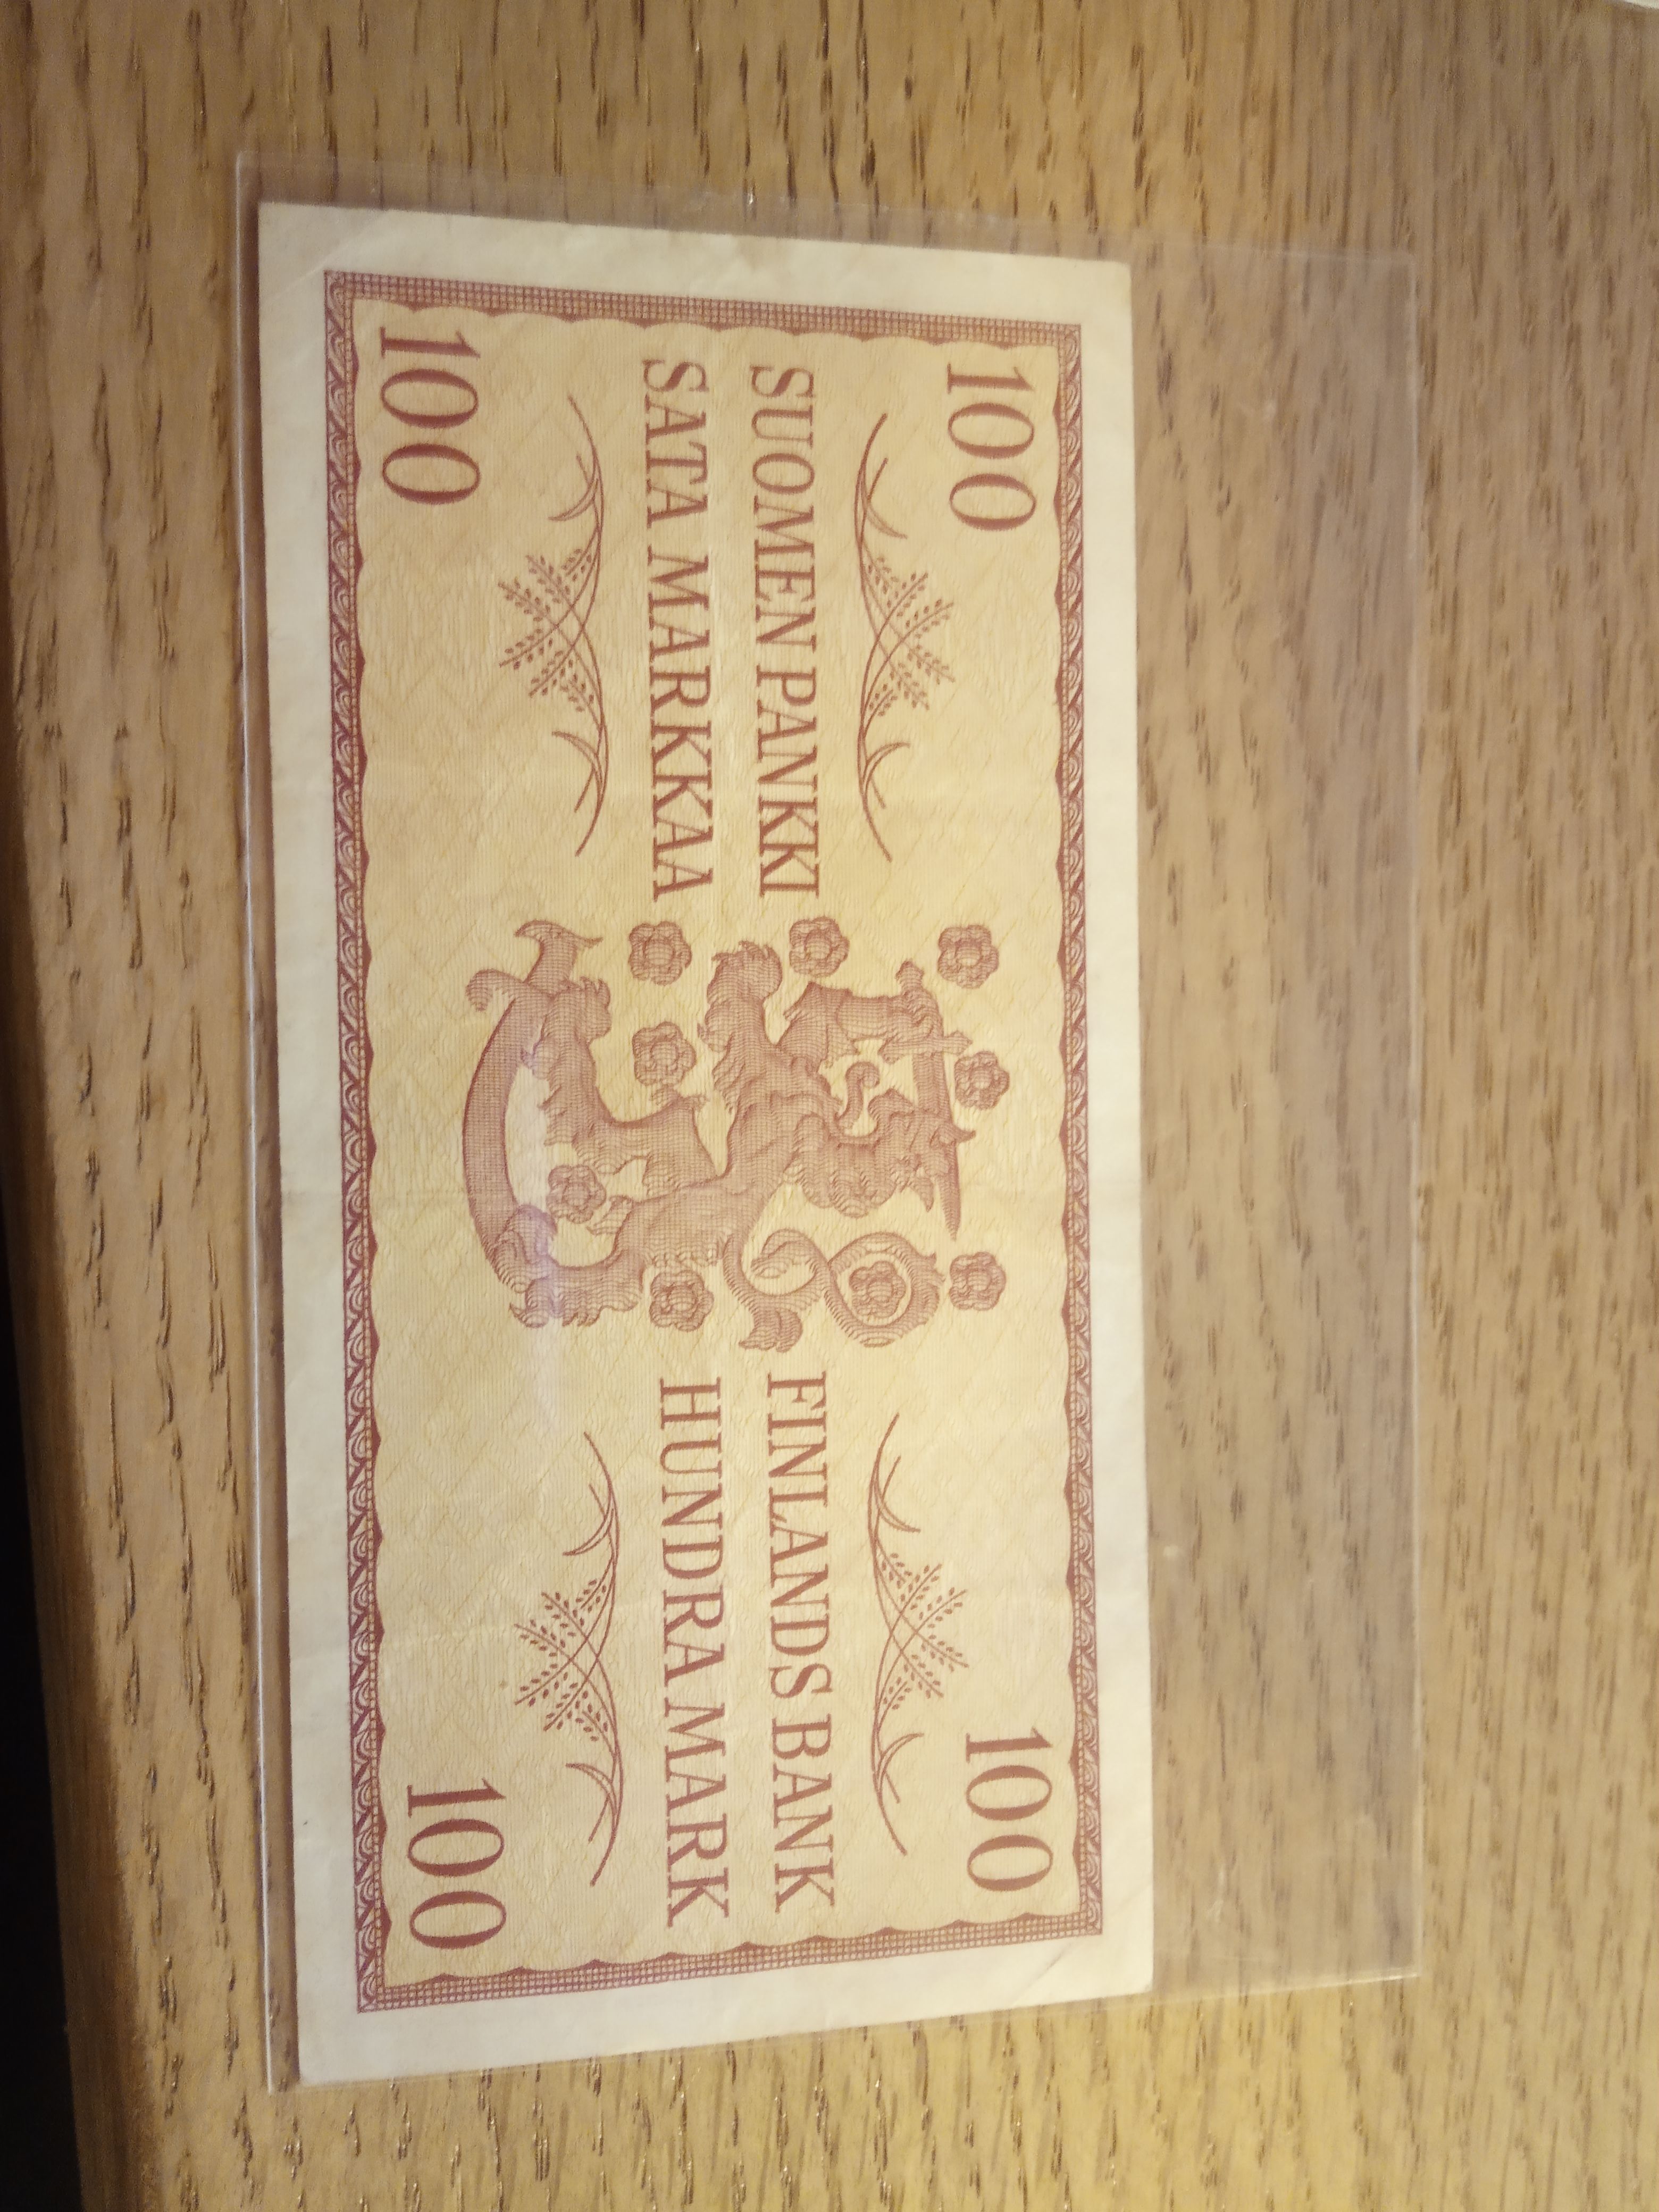 100
100
SUOMEN PANKKI
SATA MARKKAA
FINLANDS BANK
HUNDRA MARK
100
100